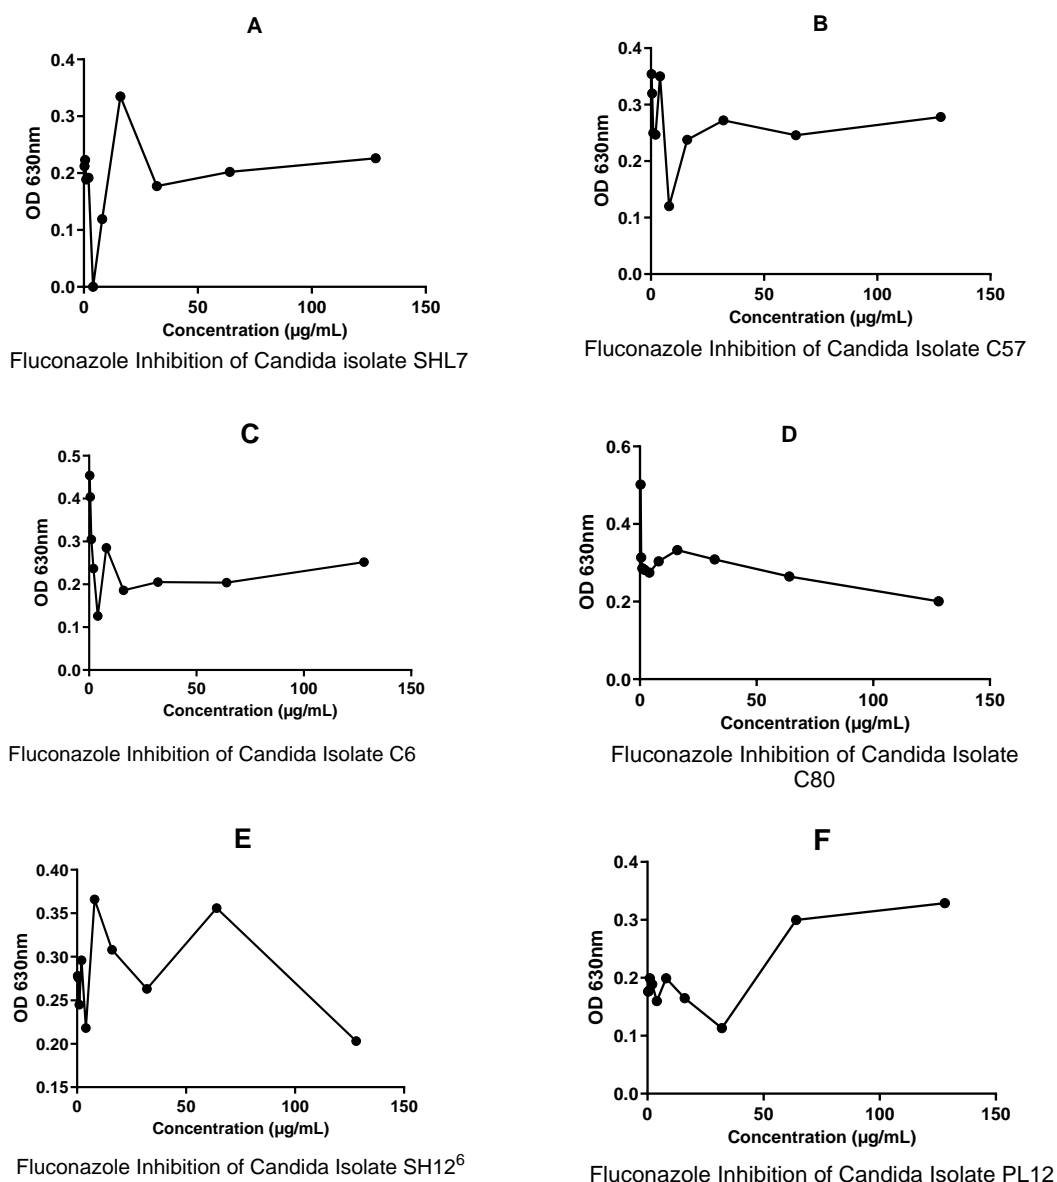 A
0.4
0.3
0.2
0.1
0.0
OD 630nm
0 50 100 150
Concentration (µg/mL)
Fluconazole Inhibition of Candida isolate SHL7
B
0.4
0.3
0.2
0.1
0.0
OD 630nm
0 50 100 150
Concentration (µg/mL)
Fluconazole Inhibition of Candida Isolate C57
C
0.5
0.4
0.3
0.2
0.1
0.0
OD 630nm
0 50 100 150
Concentration (µg/mL)
Fluconazole Inhibition of Candida Isolate C6
D
0.6
0.4
0.2
0.0
OD 630nm
0 50 100 150
Concentration (µg/mL)
Fluconazole Inhibition of Candida Isolate
C80
E
0.40
0.35
0.30
0.25
0.20
0.15
OD 630nm
0 50 100 150
Concentration (µg/mL)
Fluconazole Inhibition of Candida Isolate SH12⁶
F
0.4
0.3
0.2
0.1
0.0
OD 630nm
0 50 100 150
Concentration (µg/mL)
Fluconazole Inhibition of Candida Isolate PL12